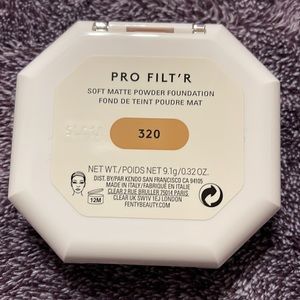 PRO FILT'R
SOFT MATTE POWDER FOUNDATION
FOND DE TEINT POUDRE MAT
320
NET WT./POIDS NET 9.1g/0.32 OZ.
DIST. BY/PAR KENDO SAN FRANCISCO CA 94105
MADE IN ITALY/FABRIQUÉ EN ITALIE
CLEAR 2 RUE BRULLER 75014 PARIS
CLEAR UK SW1V 1EJ LONDON
FENTYBEAUTY.COM
12M